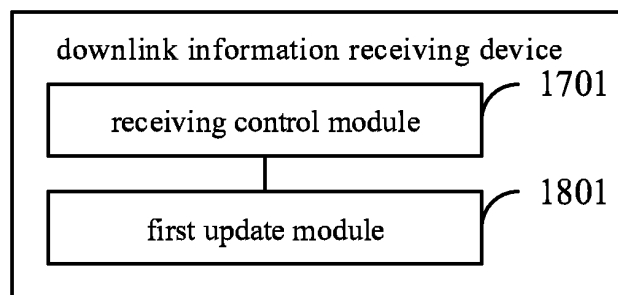 downlink information receiving device
1701
receiving control module
1801
first update module